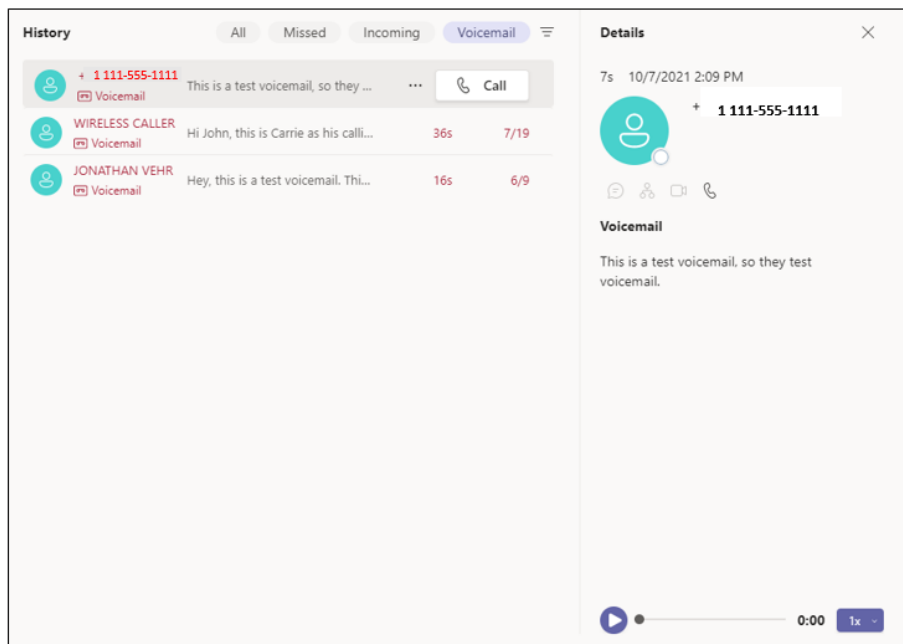 History
All Missed Incoming Voicemail
+ 1 111-555-1111
Voicemail
This is a test voicemail, so they ...
... Call
WIRELESS CALLER
Voicemail
Hi John, this is Carrie as his calli...
36s 7/19
JONATHAN VEHR
Voicemail
Hey, this is a test voicemail. Thi...
16s 6/9
Details
7s 10/7/2021 2:09 PM
+ 1 111-555-1111
Voicemail
This is a test voicemail, so they test
voicemail.
0:00 1x